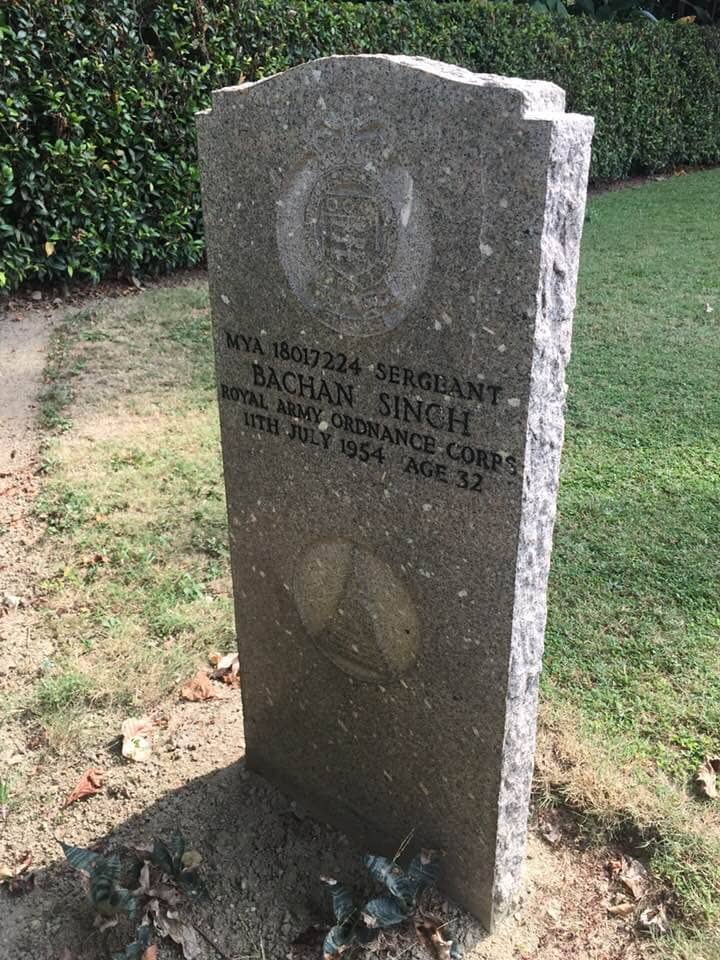 MYA 18017224 SERGEANT
BACHAN SINGH
ROYAL ARMY ORDNANCE CORPS
11TH JULY 1954 AGE 32